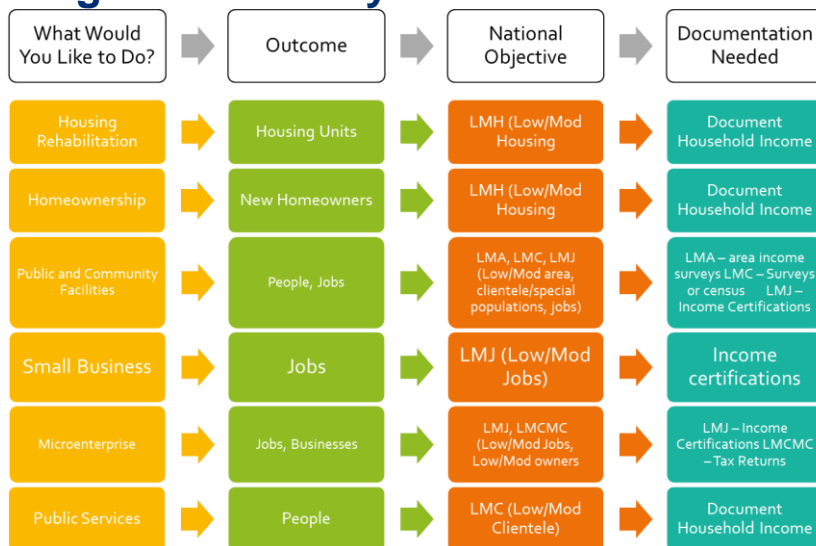 What Would
You Like to Do?
Outcome
National
Objective
Documentation
Needed
Housing
Rehabilitation
Housing Units
LMH (Low/Mod
Housing
Document
Household Income
Homeownership
New Homeowners
LMH (Low/Mod
Housing
Document
Household Income
Public and Community
Facilities
People, Jobs
LMA, LMC, LMJ
(Low/Mod area,
clientele/special
populations, jobs)
LMA – area income
surveys LMC – Surveys
or census LMJ –
Income Certifications
Small Business
Jobs
LMJ (Low/Mod
Jobs)
Income
certifications
Microenterprise
Jobs, Businesses
LMJ, LMCMC
(Low/Mod Jobs,
Low/Mod owners
LMJ – Income
Certifications LMCMC
– Tax Returns
Public Services
People
LMC (Low/Mod
Clientele)
Document
Household Income